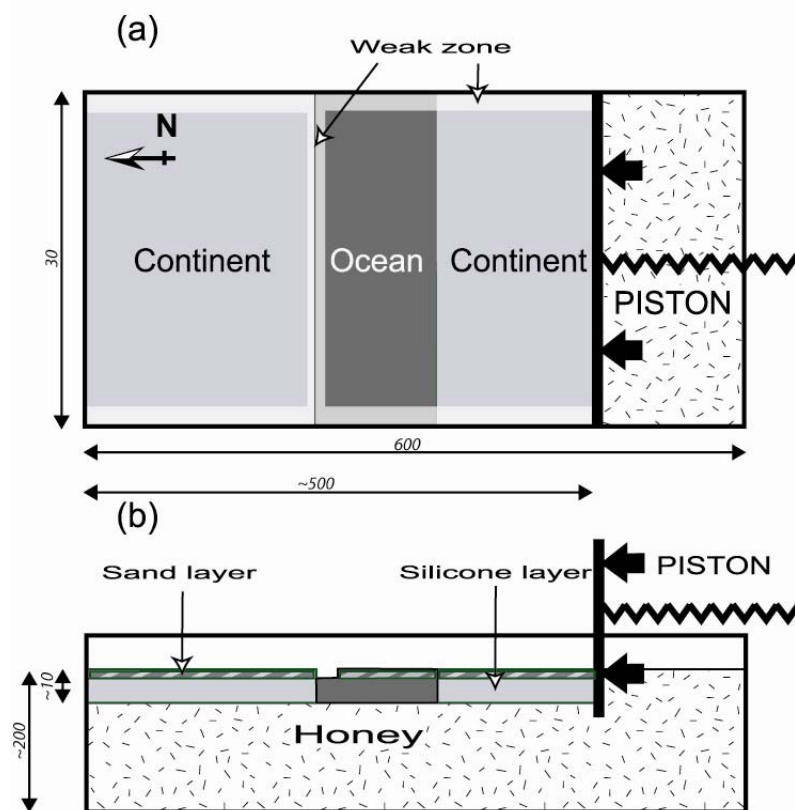 (a)
Weak zone
N
Continent
Ocean
Continent
PISTON
30
600
~500
(b)
Sand layer
Silicone layer
PISTON
~10
~200
Honey